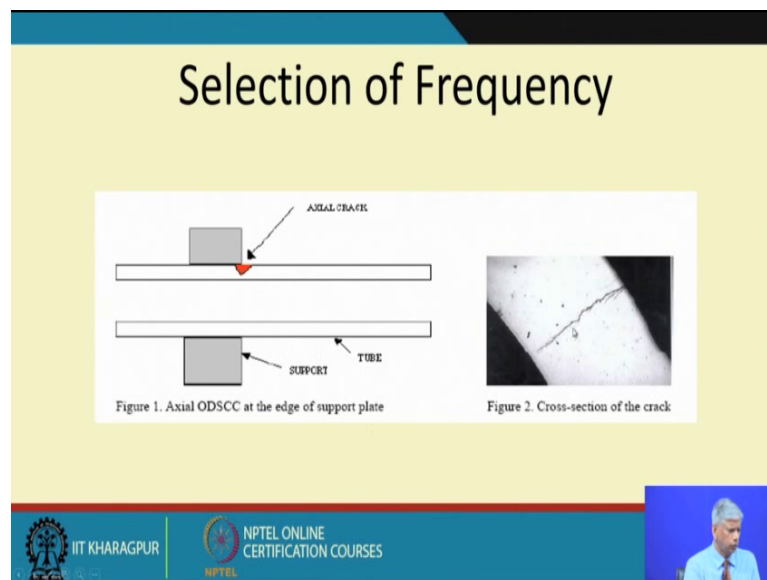 Selection of Frequency
AXIAL CRACK
SUPPORT
TUBE
Figure 1. Axial ODSCC at the edge of support plate
Figure 2. Cross-section of the crack
IIT KHARAGPUR
NPTEL
NPTEL ONLINE
CERTIFICATION COURSES